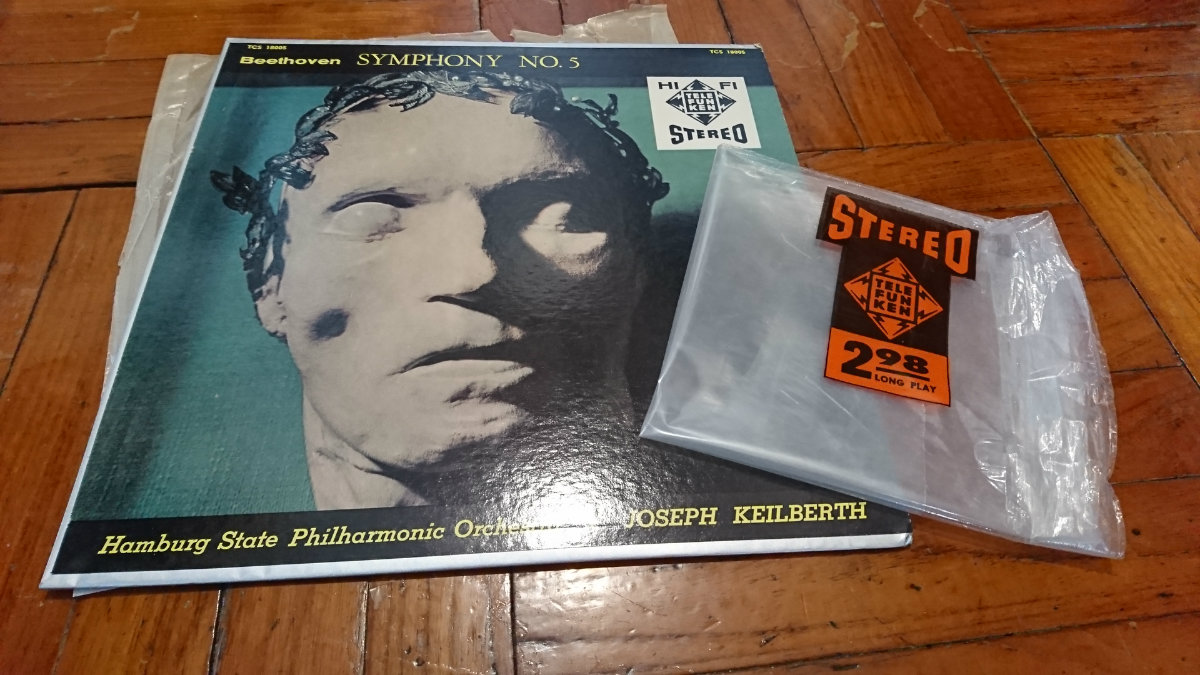 TCS 18005
TCS 18005
Beethoven SYMPHONY NO. 5
HI FI
TELE
FUN
KEN
STEREO
STEREO
TELE
FUN
KEN
2 98
LONG PLAY
Hamburg State Philharmonic Orchestra JOSEPH KEILBERTH